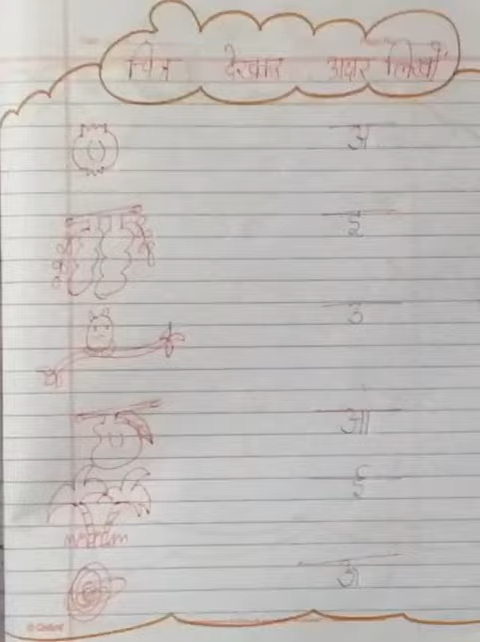 चित्र देखकर अक्षर लिखों
अ
इ
उ
आ
ई
ऊ